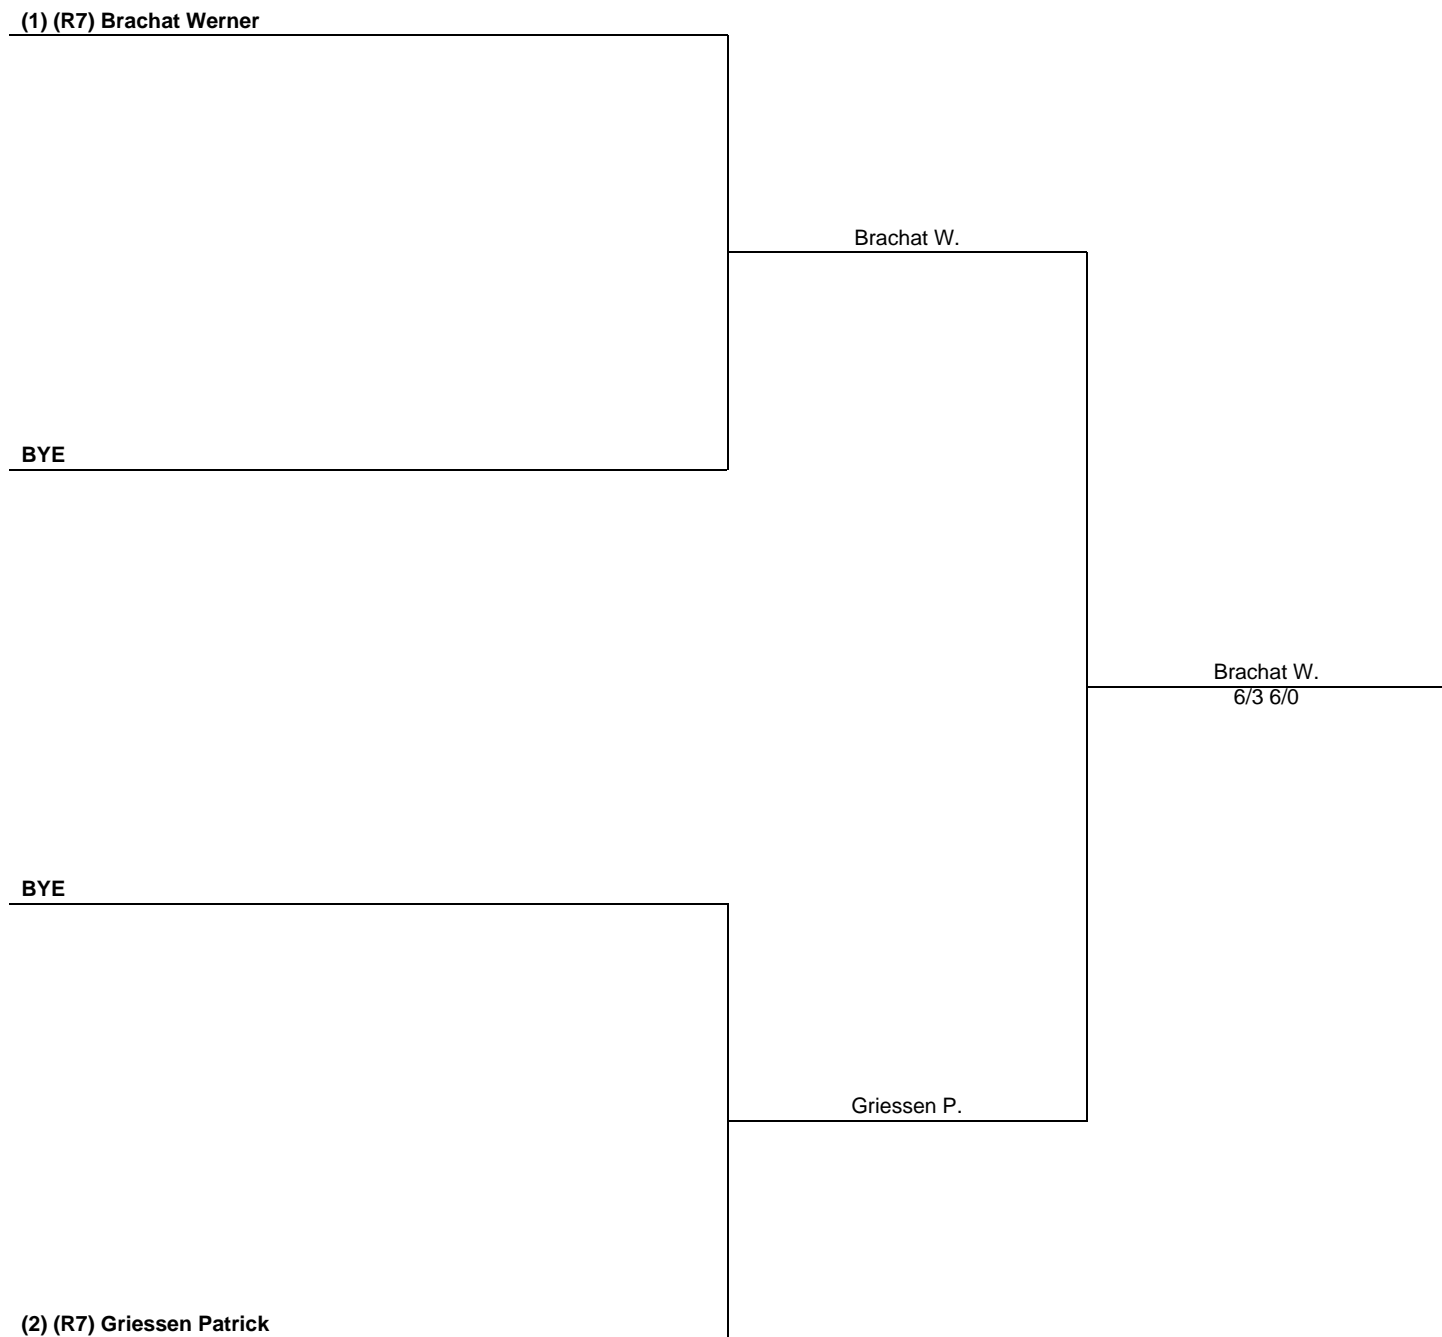 (1) (R7) Brachat Werner
Brachat W.
BYE
Brachat W.
6/3 6/0
BYE
Griessen P.
(2) (R7) Griessen Patrick